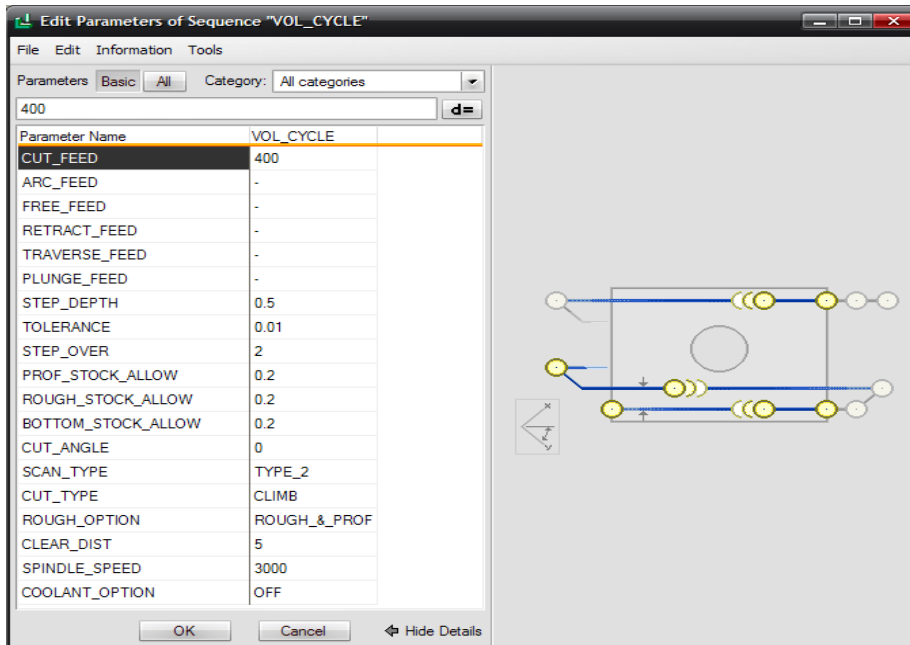 Edit Parameters of Sequence "VOL_CYCLE"
File Edit Information Tools
Parameters Basic All Category: All categories
400 d=
Parameter Name VOL_CYCLE
CUT_FEED 400
ARC_FEED -
FREE_FEED -
RETRACT_FEED -
TRAVERSE_FEED -
PLUNGE_FEED -
STEP_DEPTH 0.5
TOLERANCE 0.01
STEP_OVER 2
PROF_STOCK_ALLOW 0.2
ROUGH_STOCK_ALLOW 0.2
BOTTOM_STOCK_ALLOW 0.2
CUT_ANGLE 0
SCAN_TYPE TYPE_2
CUT_TYPE CLIMB
ROUGH_OPTION ROUGH_&_PROF
CLEAR_DIST 5
SPINDLE_SPEED 3000
COOLANT_OPTION OFF
OK Cancel Hide Details
x
z
y